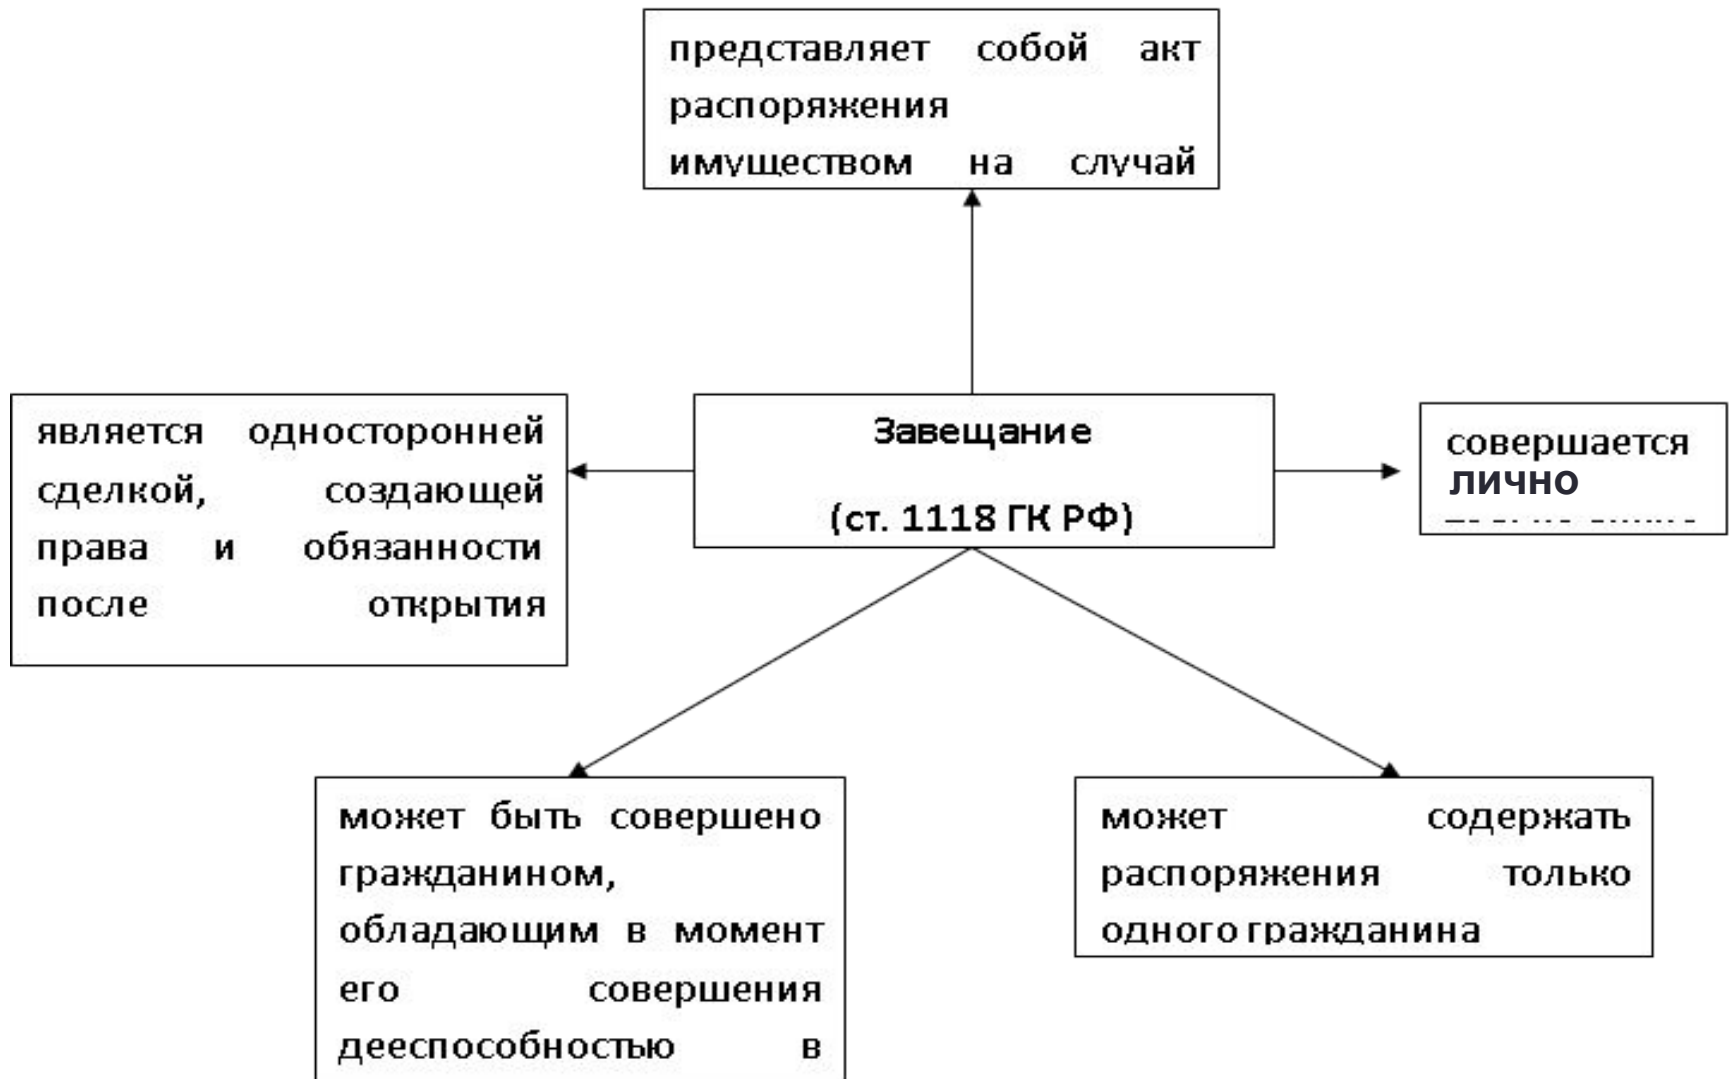 представляет собой акт
распоряжения
имуществом на случай
является односторонней
сделкой, создающей
права и обязанности
после открытия
Завещание
(ст. 1118 ГК РФ)
совершается
лично
может быть совершено
гражданином,
обладающим в момент
его совершения
дееспособностью в
может содержать
распоряжения только
одного гражданина